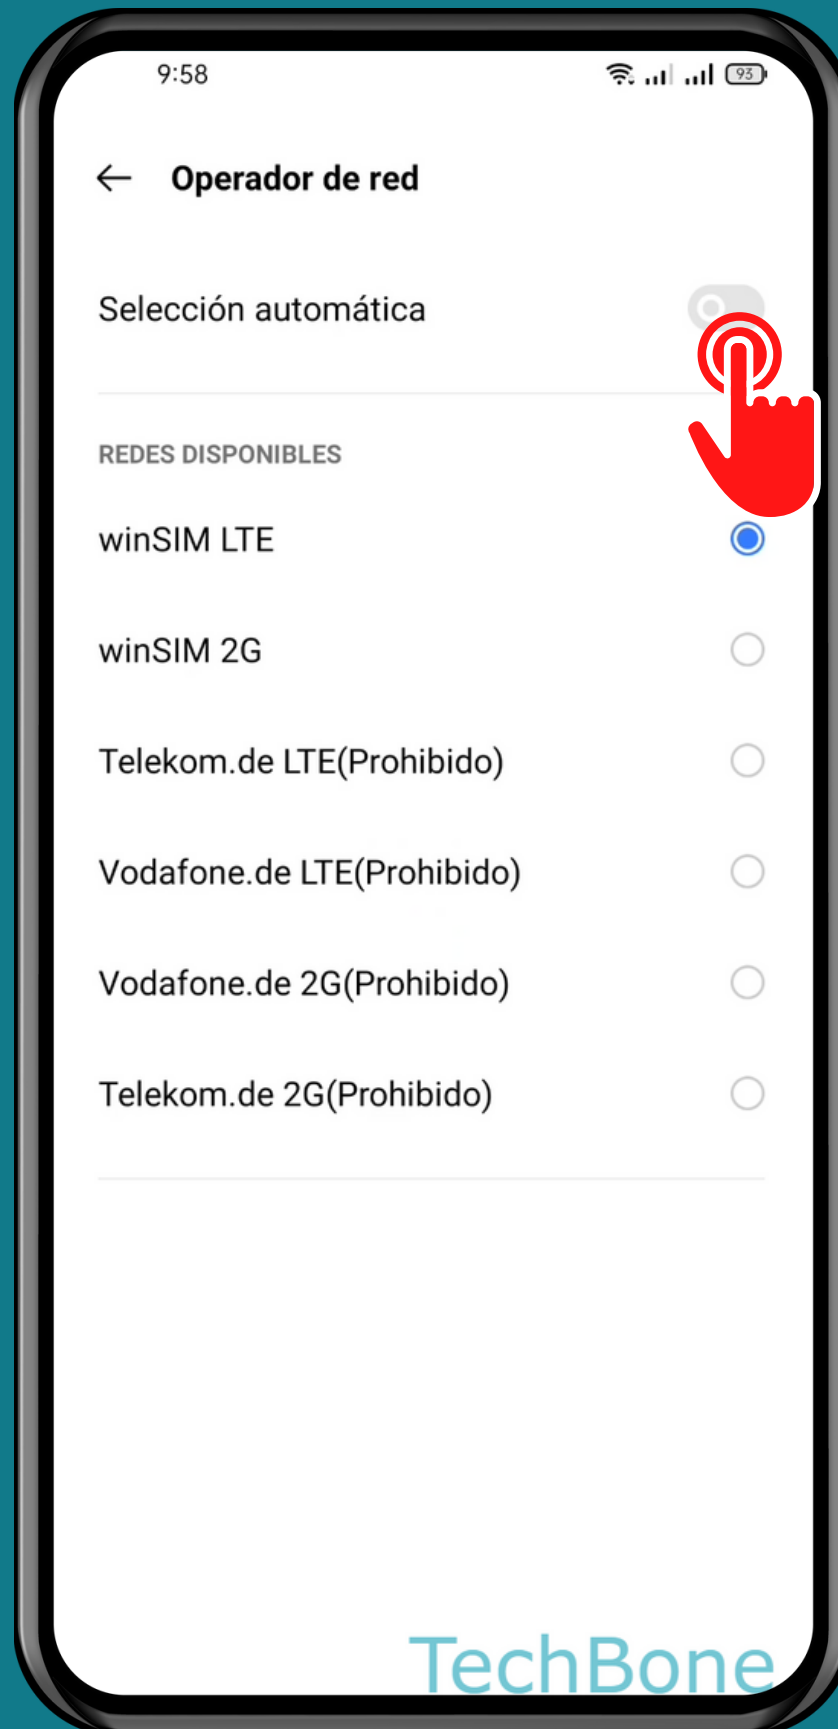 9:58
93
Operador de red
Selección automática
REDES DISPONIBLES
winSIM LTE
winSIM 2G
Telekom.de LTE(Prohibido)
Vodafone.de LTE(Prohibido)
Vodafone.de 2G(Prohibido)
Telekom.de 2G(Prohibido)
TechBone